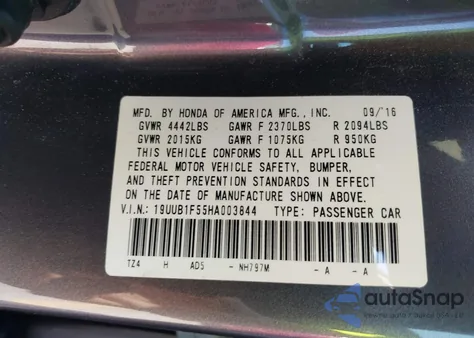 MFD. BY HONDA OF AMERICA MFG., INC. 09/'16
GVWR 4442LBS GAWR F 2370LBS R 2094LBS
GVWR 2015KG GAWR F 1075KG R 950KG
THIS VEHICLE CONFORMS TO ALL APPLICABLE
FEDERAL MOTOR VEHICLE SAFETY, BUMPER,
AND THEFT PREVENTION STANDARDS IN EFFECT
ON THE DATE OF MANUFACTURE SHOWN ABOVE.
V.I.N.: 19UUB1F55HA003644 TYPE: PASSENGER CAR
TZ4 H AD5 - NH797M - A - A
autoSnap